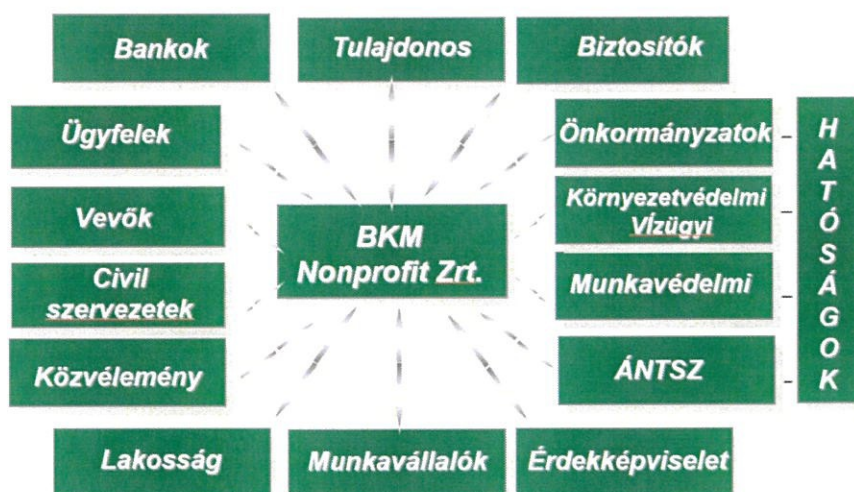 Bankok
Tulajdonos
Biztosítók
Ügyfelek
Önkormányzatok
Vevők
Környezetvédelmi
Vízügyi
BKM
Nonprofit Zrt.
Civil
szervezetek
Munkavédelmi
Közvélemény
ÁNTSZ
Lakosság
Munkavállalók
Érdekképviselet
HATÓSÁGOK